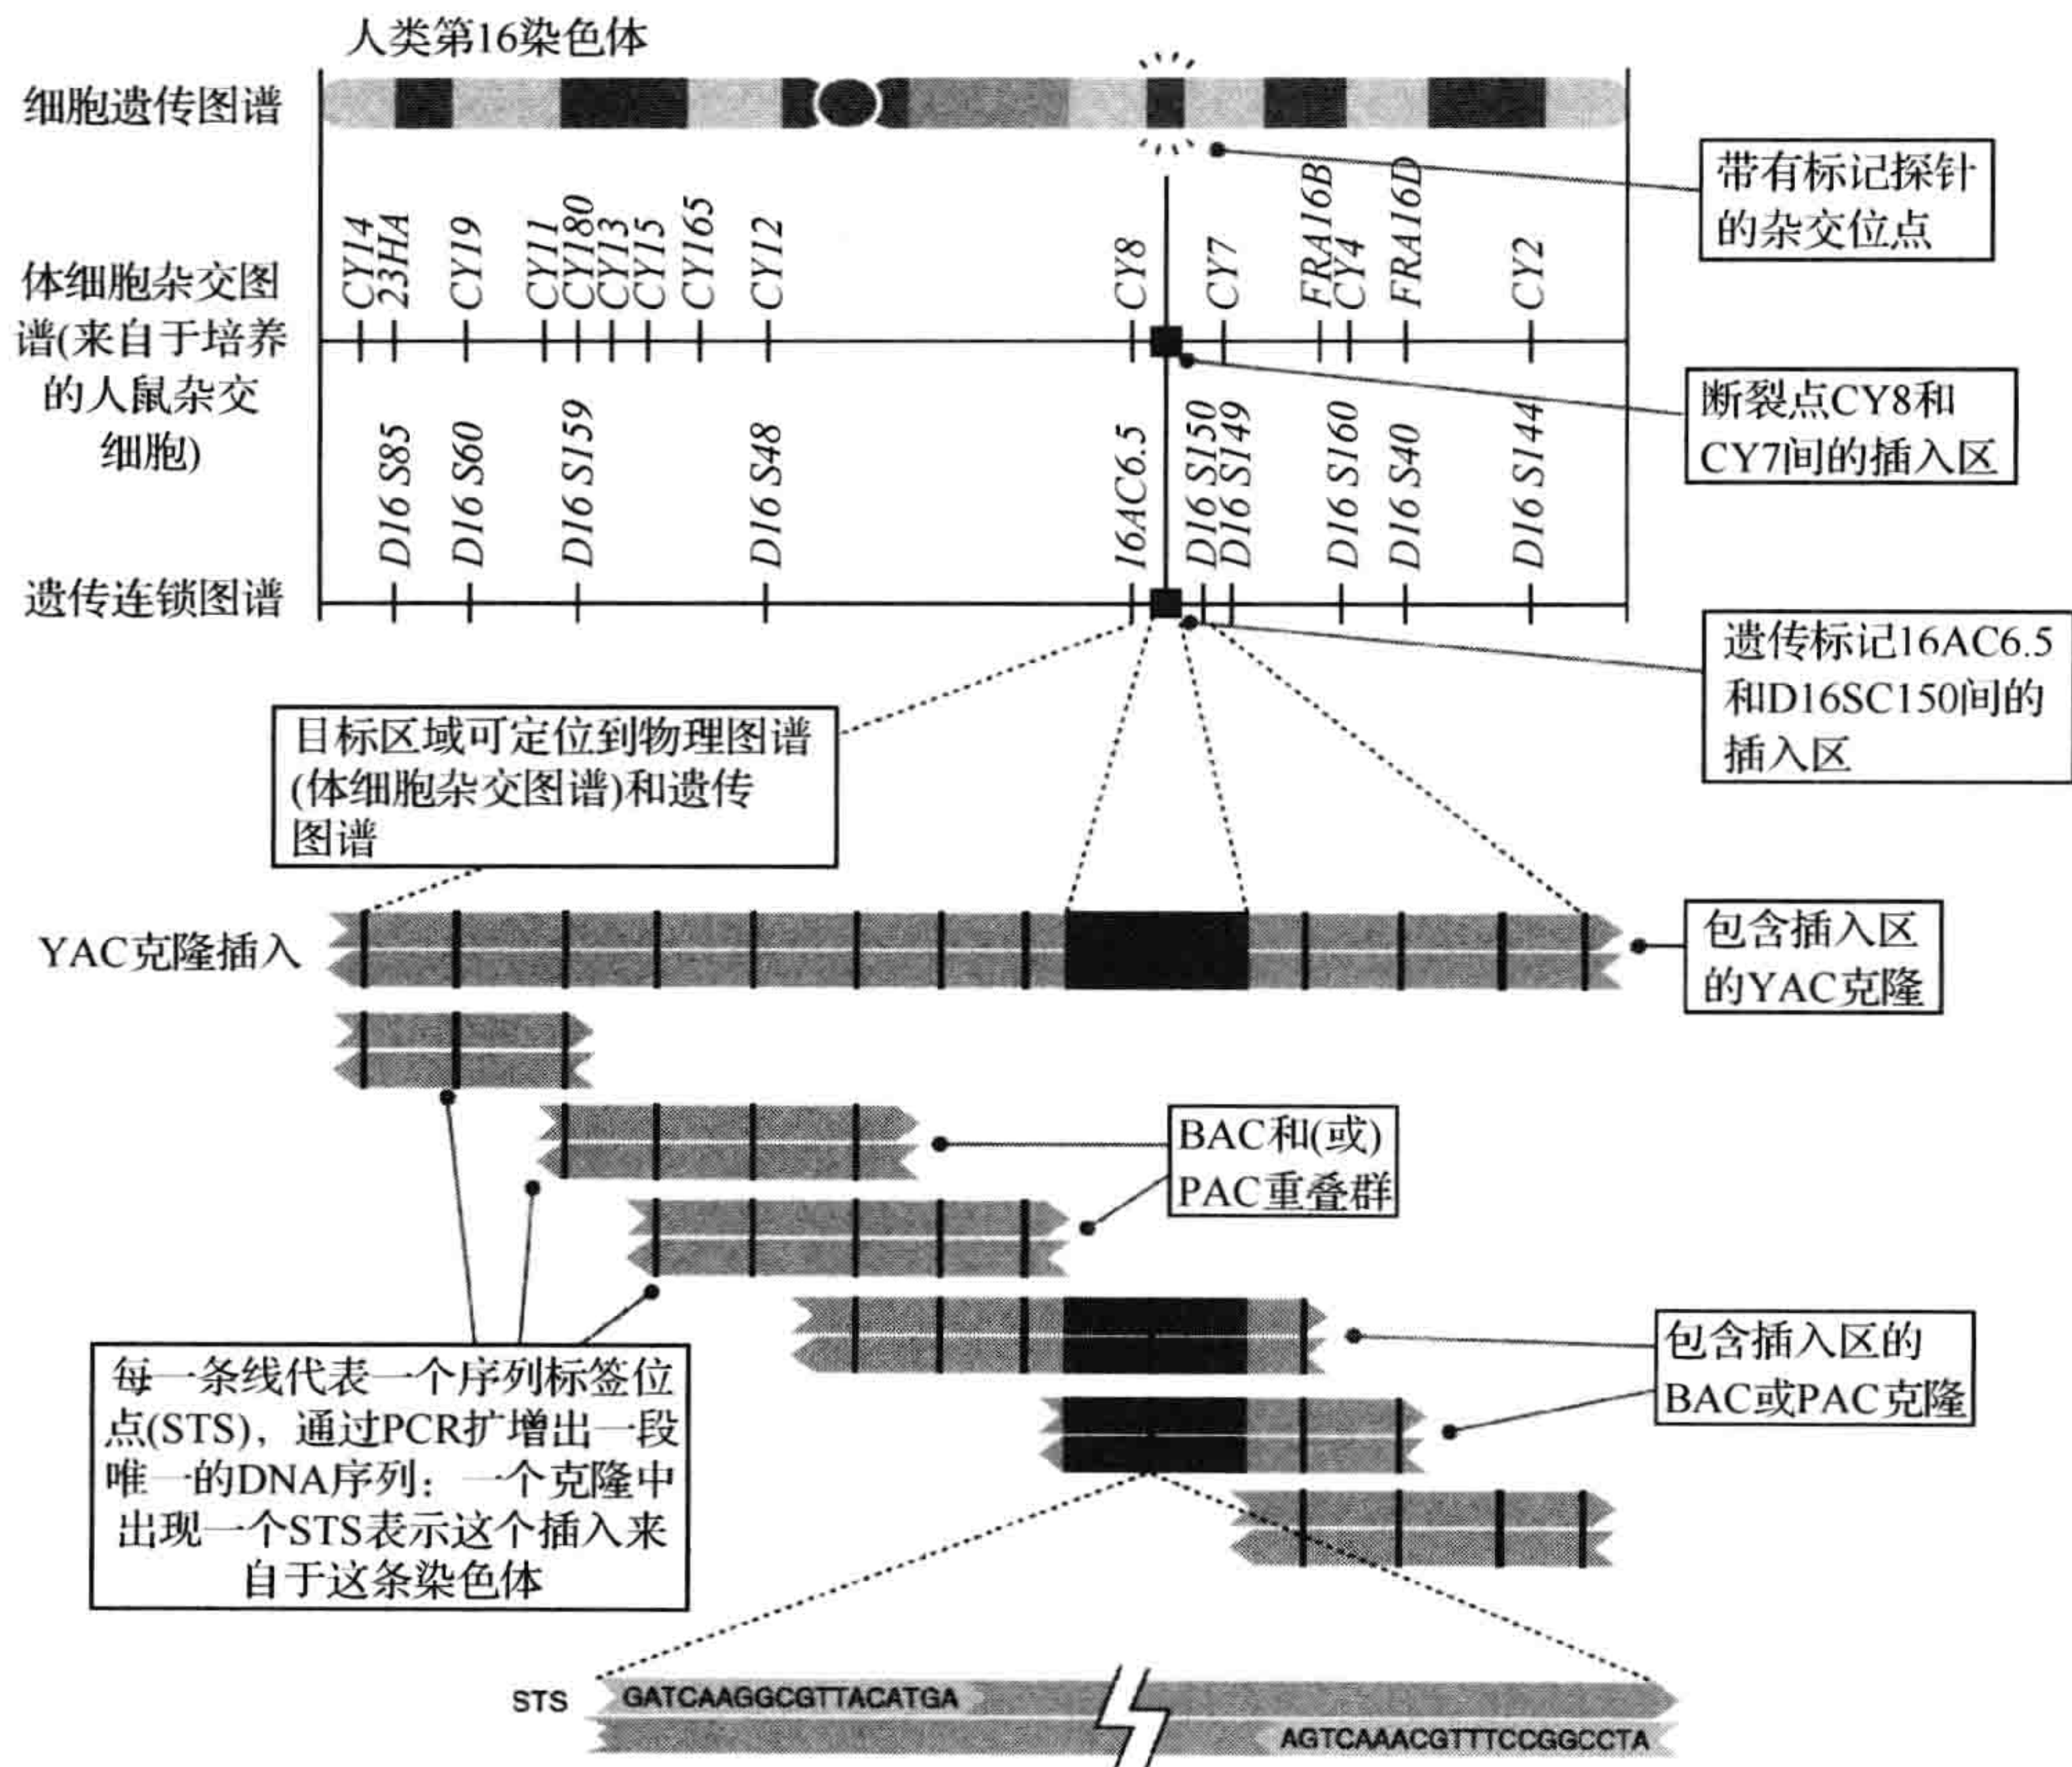 人类第16染色体
细胞遗传图谱
带有标记探针
的杂交位点
CY14
23HA
CY19
CY11
CY180
CY13
CY15
CY165
CY12
CY8
CY7
FRA16B
CY4
FRA16D
CY2
体细胞杂交图
谱(来自于培养
的人鼠杂交
细胞)
断裂点CY8和
CY7间的插入区
D16 S85
D16 S60
D16 S159
D16 S48
16AC6.5
D16 S150
D16 S149
D16 S160
D16 S40
D16 S144
遗传连锁图谱
遗传标记16AC6.5
和D16SC150间的
插入区
目标区域可定位到物理图谱
(体细胞杂交图谱)和遗传
图谱
YAC克隆插入
包含插入区
的YAC克隆
BAC和(或)
PAC重叠群
包含插入区的
BAC或PAC克隆
每一条线代表一个序列标签位
点(STS)，通过PCR扩增出一段
唯一的DNA序列：一个克隆中
出现一个STS表示这个插入来
自于这条染色体
STS
GATCAAGGCGTTACATGA
AGTCAAACGTTTCCGGCCTA